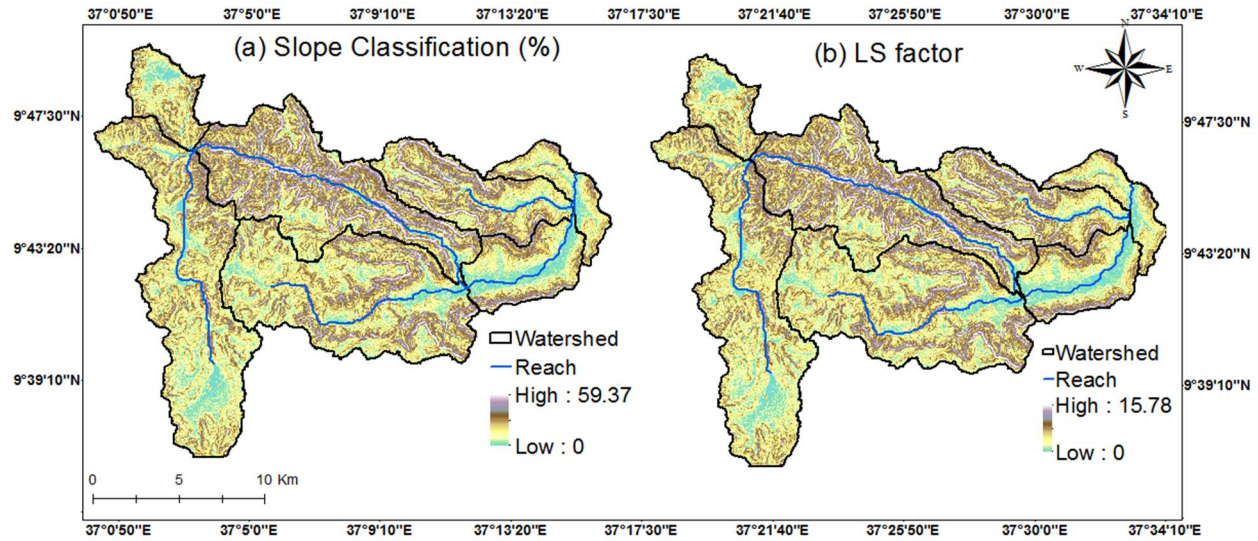 37°0'50"E 37°5'0"E 37°9'10"E 37°13'20"E 37°17'30"E 37°21'40"E 37°25'50"E 37°30'0"E 37°34'10"E
(a) Slope Classification (%)
(b) LS factor
N
W E
S
9°47'30"N 9°47'30"N
9°43'20"N 9°43'20"N
9°39'10"N 9°39'10"N
Watershed
Reach
High : 59.37
Low : 0
Watershed
Reach
High : 15.78
Low : 0
0 5 10 Km
37°0'50"E 37°5'0"E 37°9'10"E 37°13'20"E 37°17'30"E 37°21'40"E 37°25'50"E 37°30'0"E 37°34'10"E